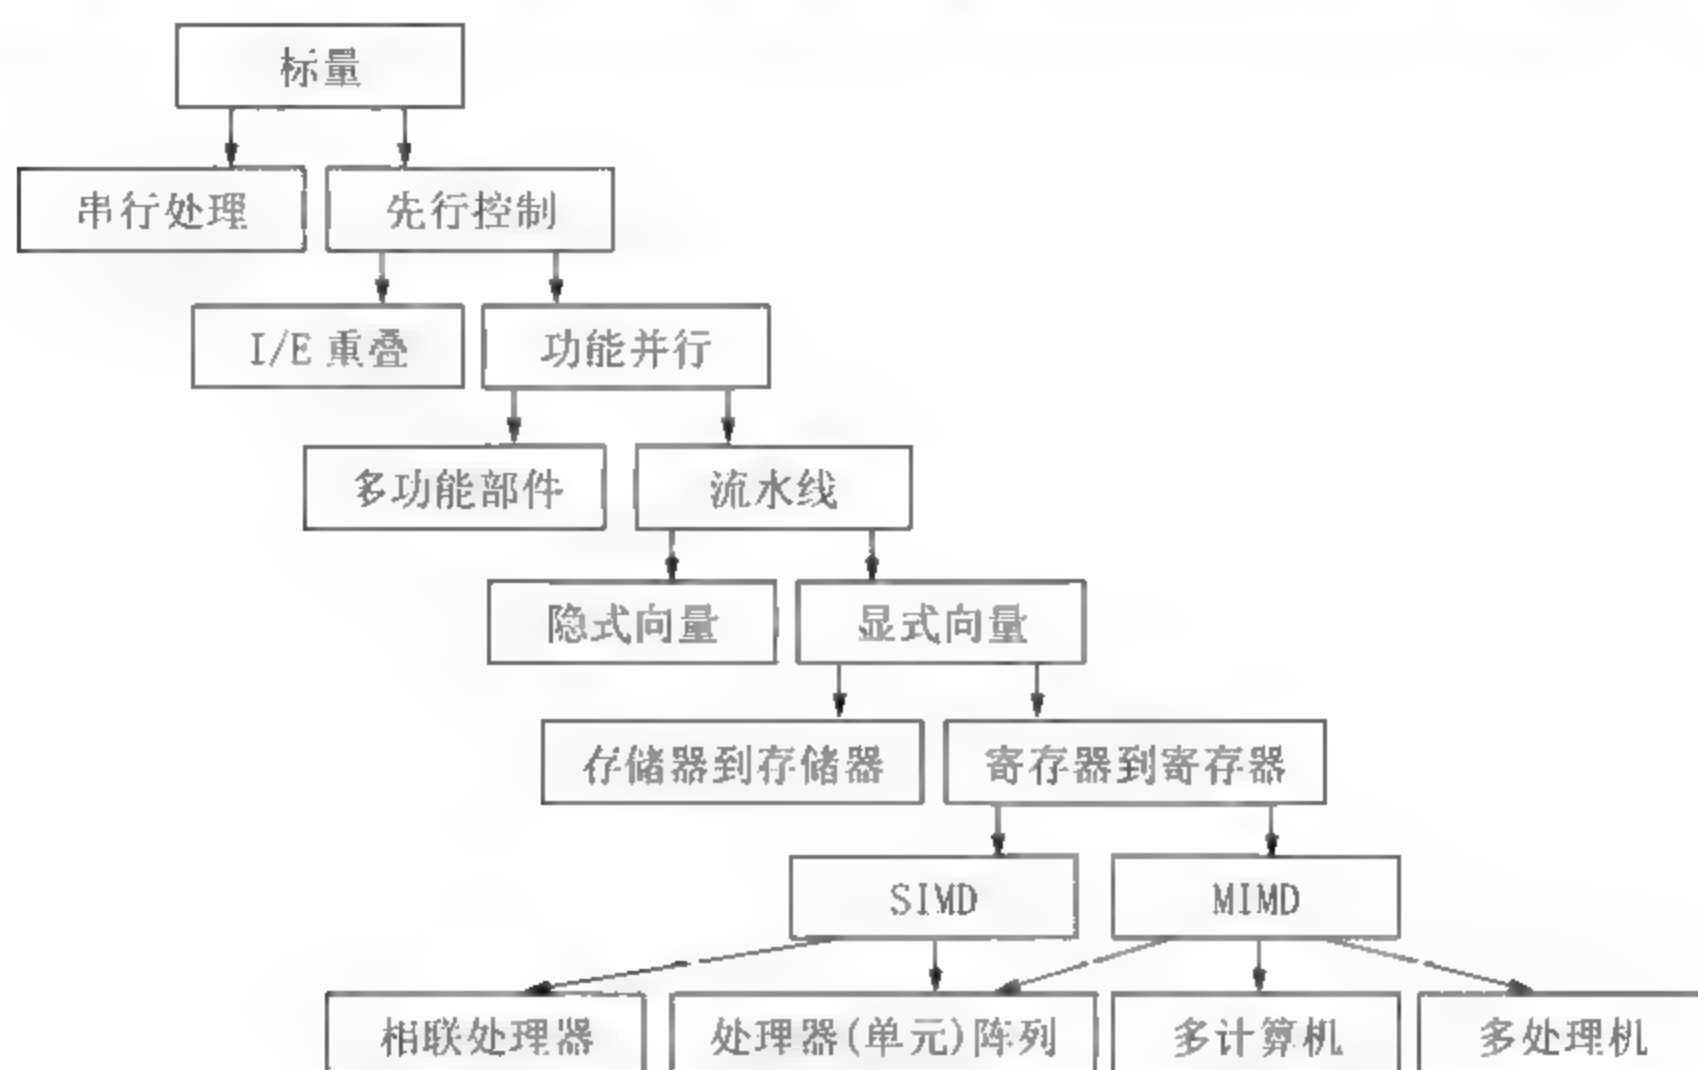 标量
串行处理
先行控制
I/E 重叠
功能并行
多功能部件
流水线
隐式向量
显式向量
存储器到存储器
寄存器到寄存器
SIMD
MIMD
相联处理器
处理器(单元)阵列
多计算机
多处理机